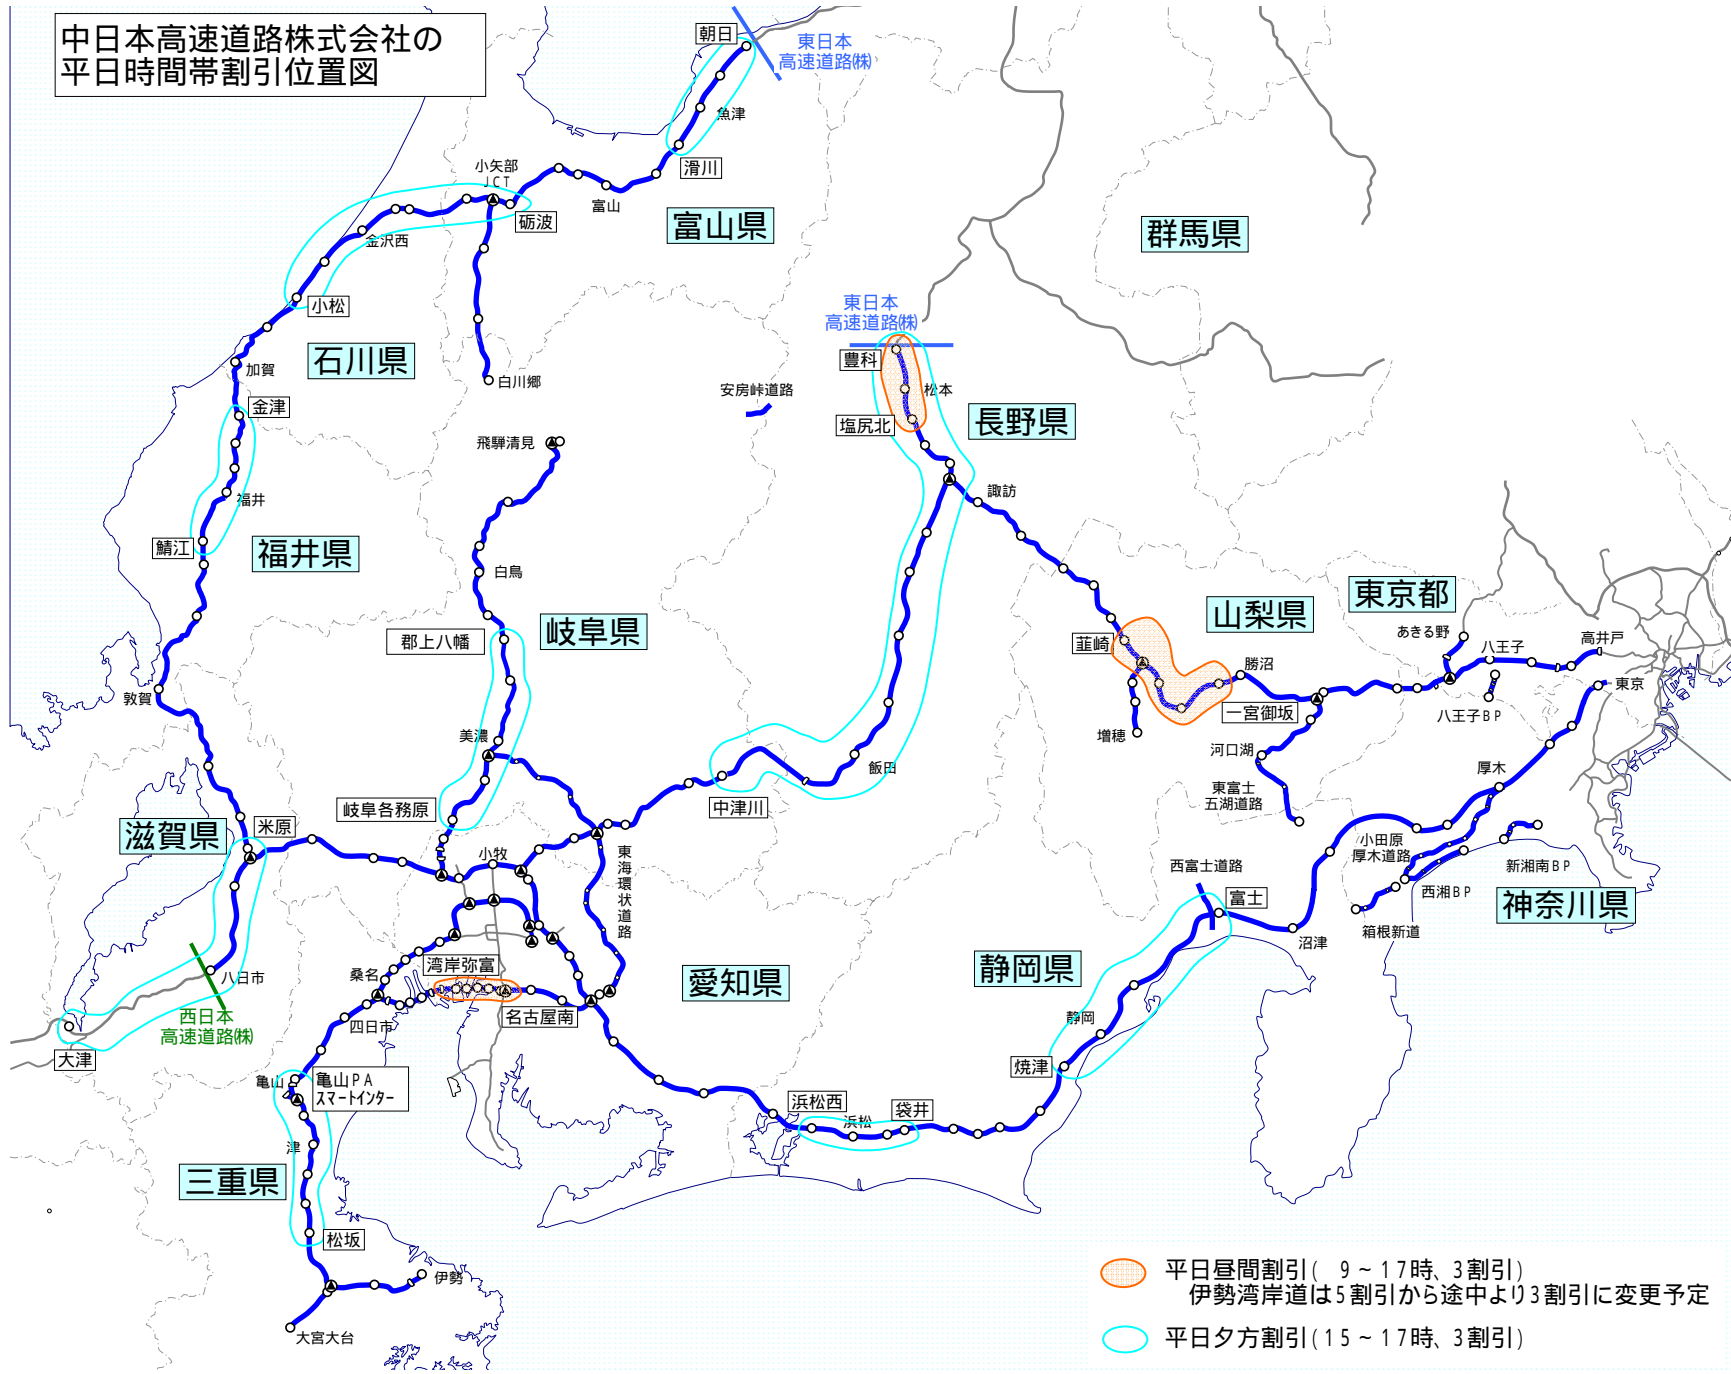 中日本高速道路株式会社の
平日時間帯割引位置図
朝日
東日本
高速道路㈱
魚津
滑川
小矢部
JCT
砺波
富山
富山県
金沢西
群馬県
小松
東日本
高速道路㈱
石川県
豊科
加賀
白川郷
安房峠道路
松本
金津
塩尻北
長野県
飛騨清見
諏訪
福井
鯖江
福井県
白鳥
山梨県
東京都
岐阜県
郡上八幡
韮崎
あきる野
八王子
高井戸
勝沼
敦賀
東京
一宮御坂
八王子BP
美濃
増穂
河口湖
飯田
厚木
東富士
五湖道路
岐阜各務原
中津川
滋賀県
米原
小牧
東海環状道路
小田原
厚木道路
新湘南BP
西富士道路
西湘BP
富士
神奈川県
箱根新道
沼津
桑名
湾岸弥富
八日市
愛知県
静岡県
西日本
高速道路㈱
四日市
名古屋南
静岡
大津
焼津
亀山
亀山PA
スマートインター
浜松西
浜松
袋井
津
三重県
松坂
伊勢
大宮大台
平日昼間割引( 9~17時、3割引)
伊勢湾岸道は5割引から途中より3割引に変更予定
平日夕方割引(15~17時、3割引)